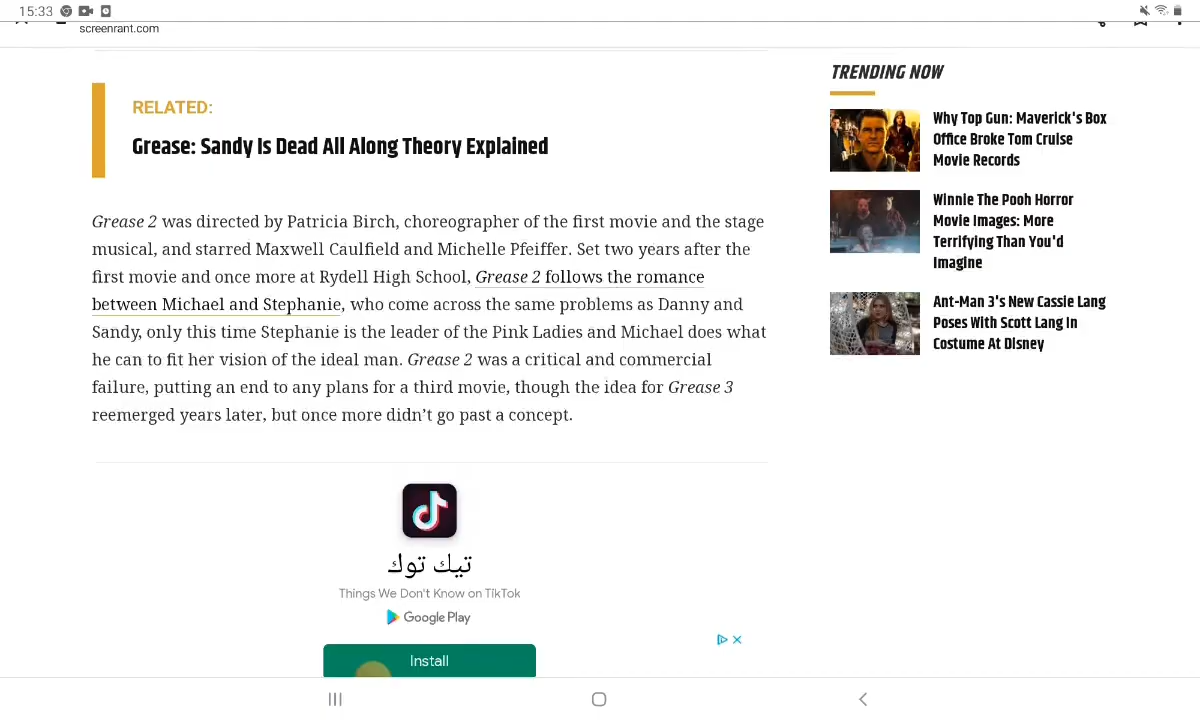 15:33
screenrant.com
RELATED:
Grease: Sandy Is Dead All Along Theory Explained
Grease 2 was directed by Patricia Birch, choreographer of the first movie and the stage
musical, and starred Maxwell Caulfield and Michelle Pfeiffer. Set two years after the
first movie and once more at Rydell High School, Grease 2 follows the romance
between Michael and Stephanie, who come across the same problems as Danny and
Sandy, only this time Stephanie is the leader of the Pink Ladies and Michael does what
he can to fit her vision of the ideal man. Grease 2 was a critical and commercial
failure, putting an end to any plans for a third movie, though the idea for Grease 3
reemerged years later, but once more didn’t go past a concept.
تيك توك
Things We Don't Know on TikTok
Google Play
Install
TRENDING NOW
Why Top Gun: Maverick's Box
Office Broke Tom Cruise
Movie Records
Winnie The Pooh Horror
Movie Images: More
Terrifying Than You'd
Imagine
Ant-Man 3's New Cassie Lang
Poses With Scott Lang In
Costume At Disney